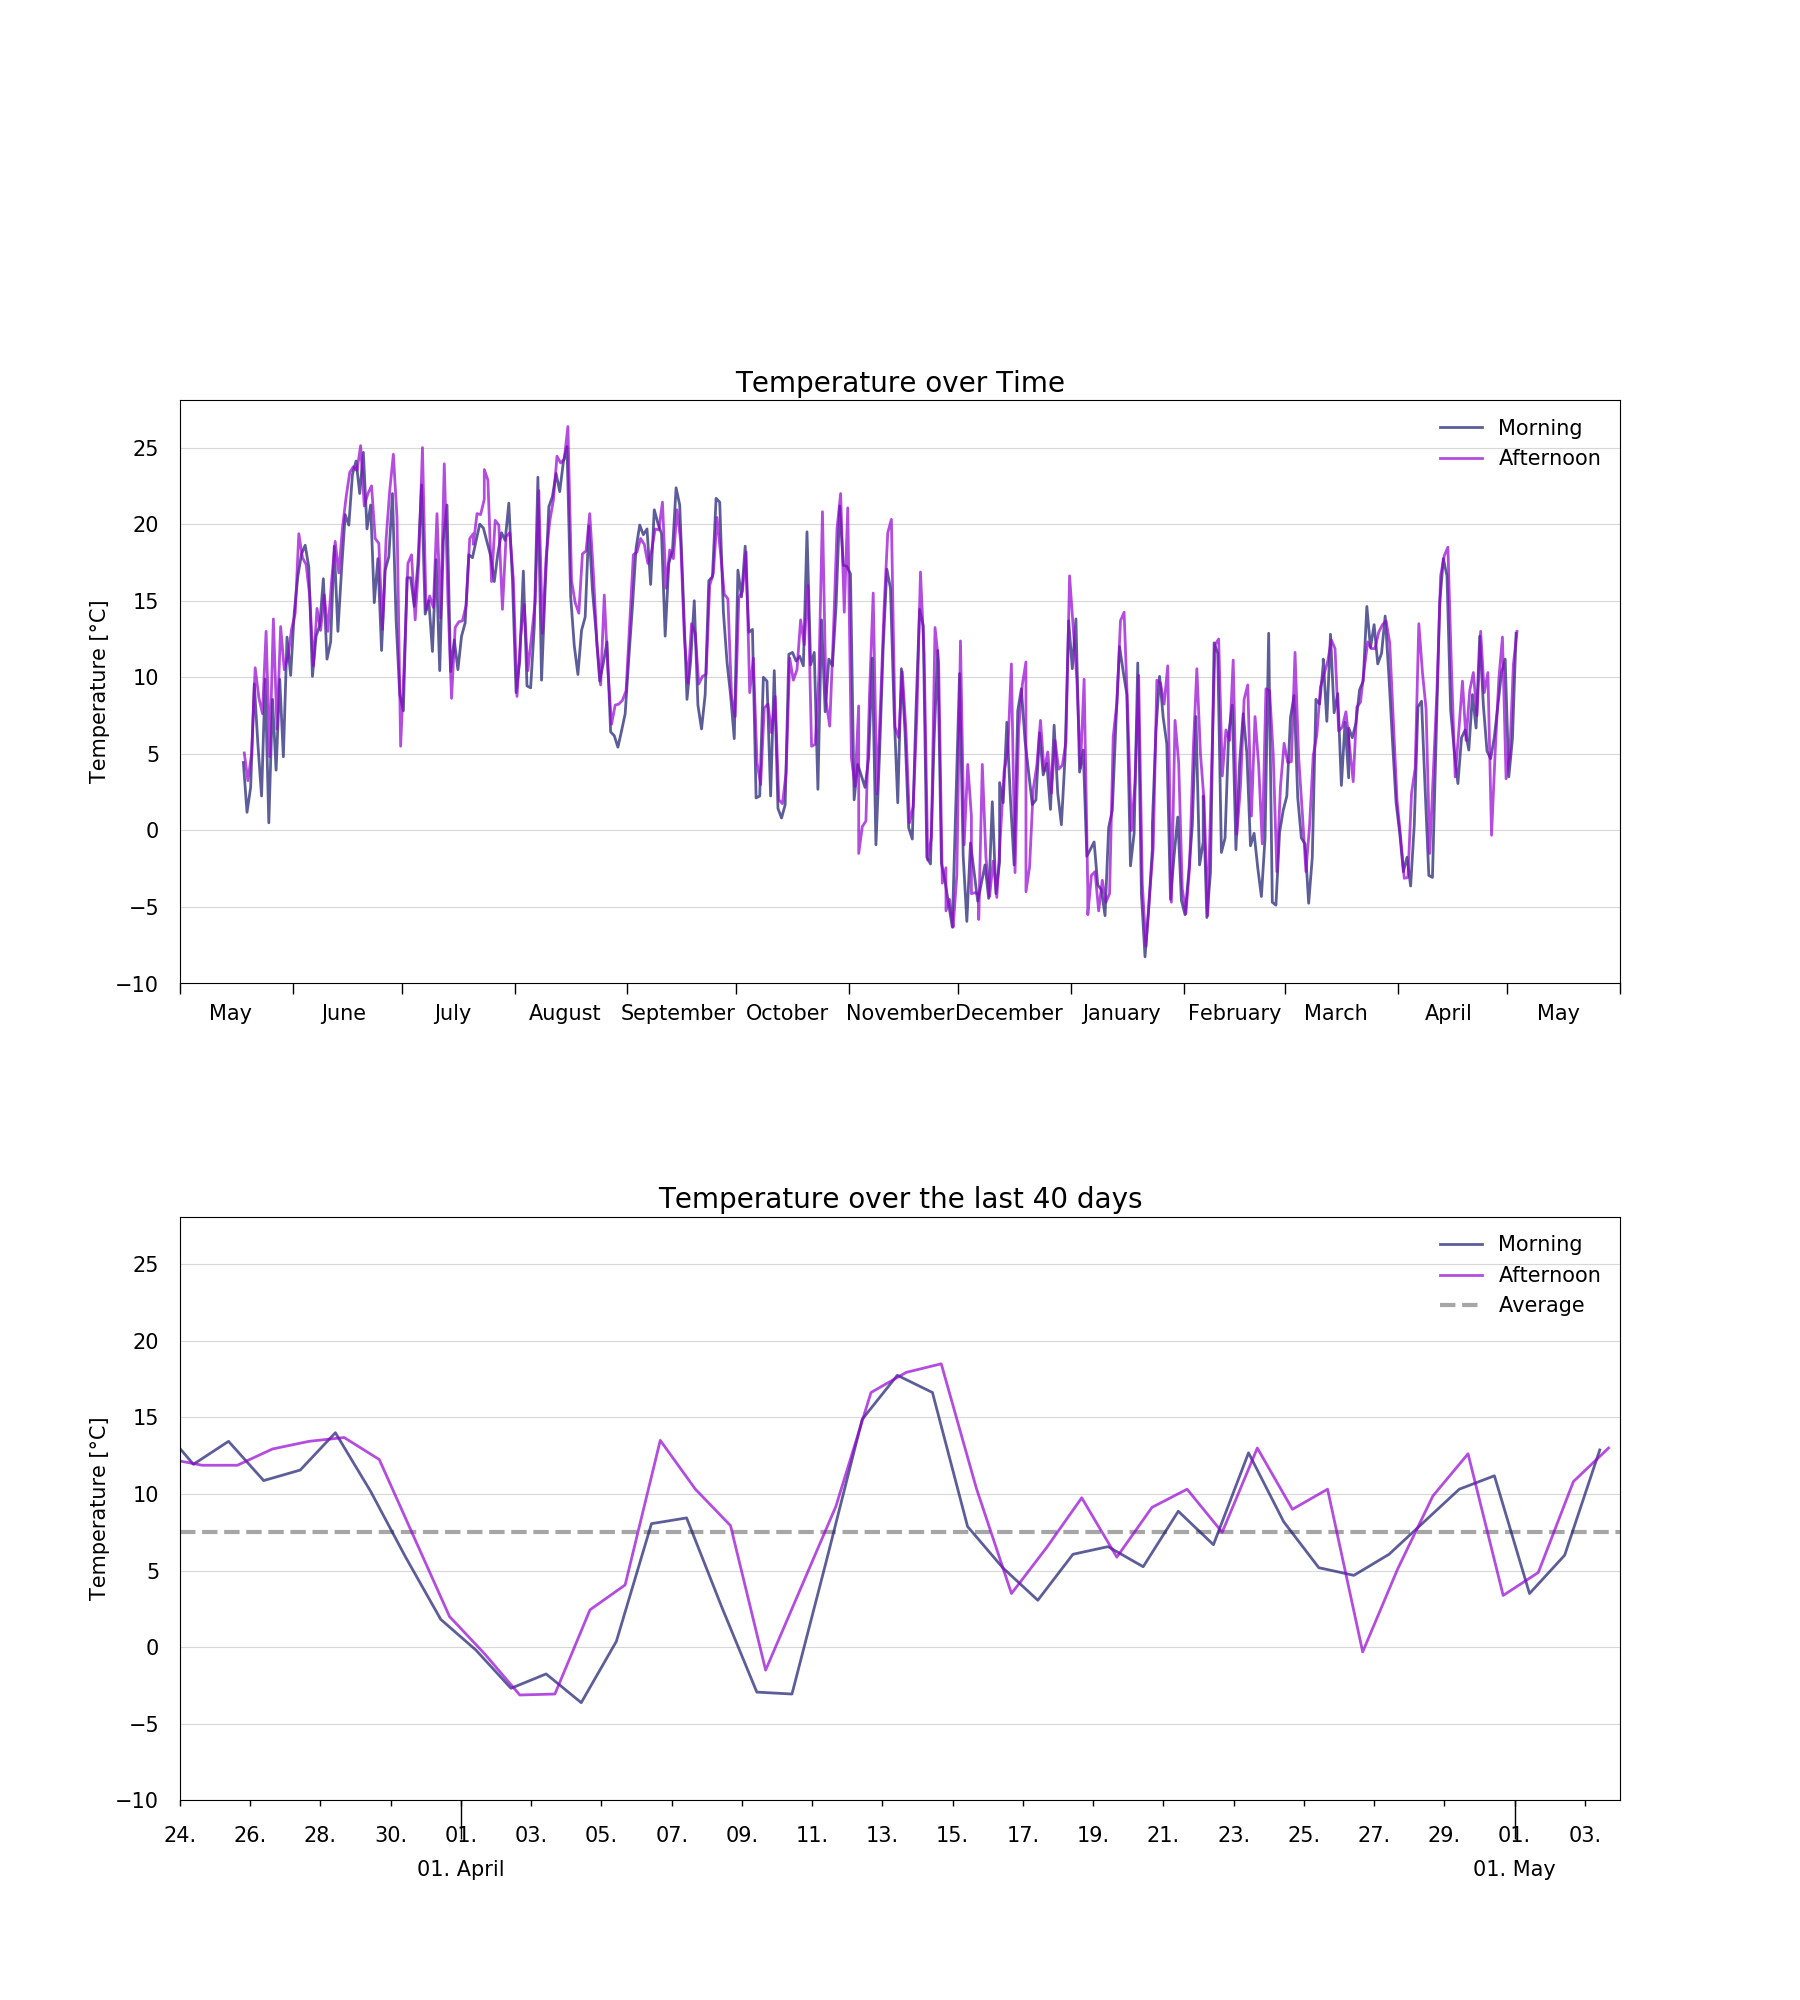 Temperature over Time
Morning
Afternoon
Temperature [°C]
25
20
15
10
5
0
−5
−10
May June July August September October November December January February March April May
Temperature over the last 40 days
Morning
Afternoon
Average
Temperature [°C]
25
20
15
10
5
0
−5
−10
24. 26. 28. 30. 01. 03. 05. 07. 09. 11. 13. 15. 17. 19. 21. 23. 25. 27. 29. 01. 03.
01. April 01. May